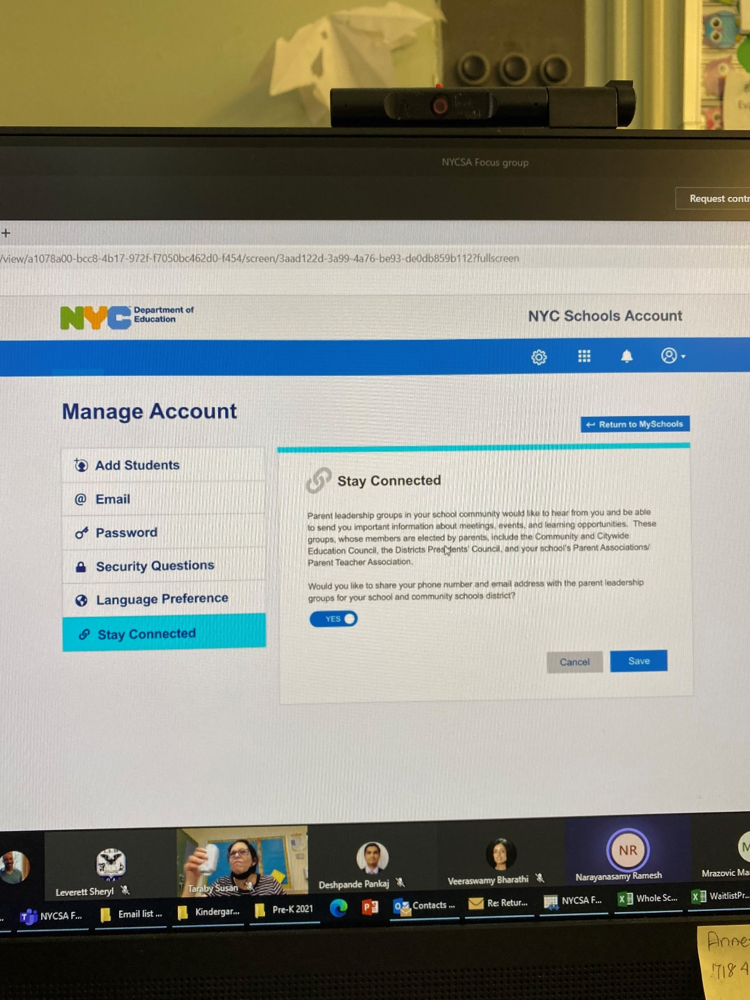 NYCSA Focus group
Request contr
+
/view/a1078a00-bcc8-4b17-972f-f7050bc462d0-f454/screen/3aad122d-3a99-4a76-be93-de0db859b112?fullscreen
NYC Department of
Education
NYC Schools Account
Manage Account
Return to MySchools
Add Students
Email
Password
Security Questions
Language Preference
Stay Connected
Stay Connected
Parent leadership groups in your school community would like to hear from you and be able
to send you important information about meetings, events, and learning opportunities. These
groups, whose members are elected by parents, include the Community and Citywide
Education Council, the Districts Presidents' Council, and your school's Parent Associations/
Parent Teacher Association.
Would you like to share your phone number and email address with the parent leadership
groups for your school and community schools district?
YES
Cancel
Save
NR
M
Leverett Sheryl
Taraby Susan
Deshpande Pankaj
Veeraswamy Bharathi
Narayanasamy Ramesh
Mrazovic Ma
NYCSA F...
Email list ...
Kindergar...
Pre-K 2021
Contacts ...
Re: Retur...
NYCSA F...
Whole Sc...
WaitlistPr...
Anne
718 4